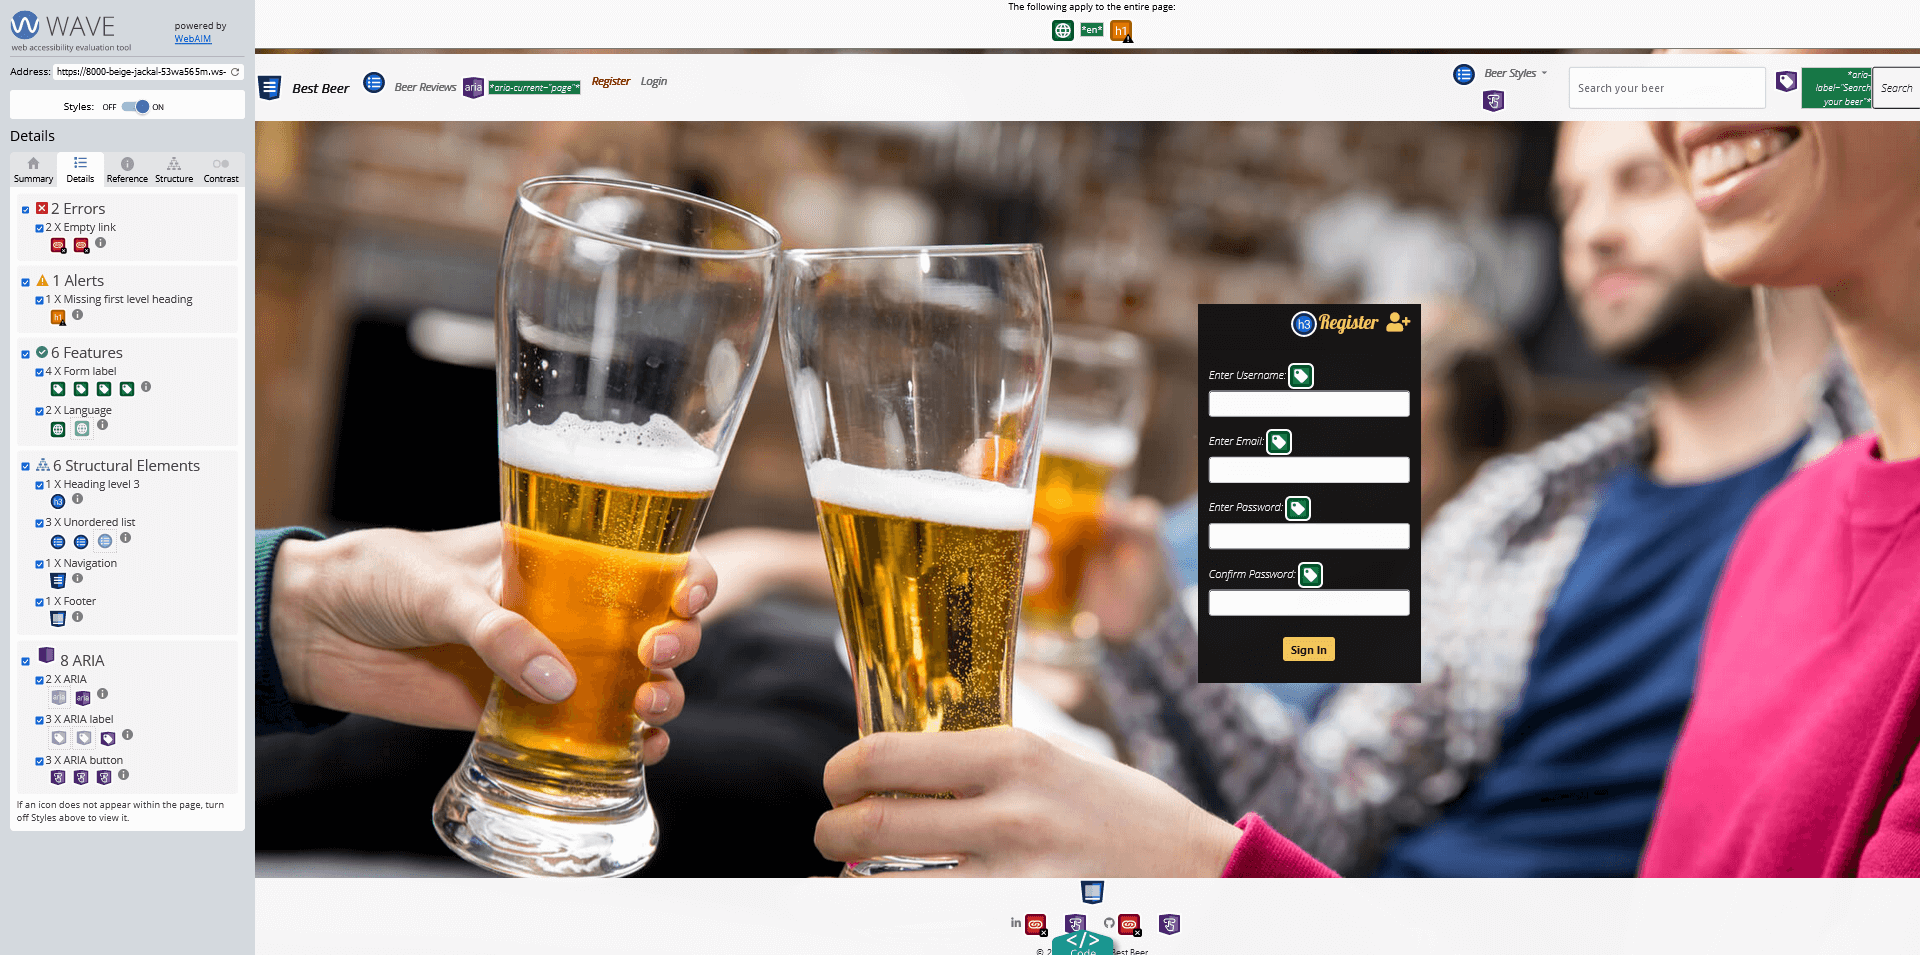 WAVE
web accessibility evaluation tool
powered by
WebAIM
Address: https://8000-beige-jackal-53wa565m.ws-
Styles: OFF ON
Details
Summary Details Reference Structure Contrast
2 Errors
2 X Empty link
1 Alerts
1 X Missing first level heading
h1
6 Features
4 X Form label
2 X Language
6 Structural Elements
1 X Heading level 3
h3
3 X Unordered list
1 X Navigation
1 X Footer
8 ARIA
2 X ARIA
aria aria
3 X ARIA label
3 X ARIA button
If an icon does not appear within the page, turn
off Styles above to view it.
The following apply to the entire page:
*en* h1
Best Beer Beer Reviews aria *aria-current="page"* Register Login
Beer Styles
Search your beer
*aria-
label="Search
your beer"*
Search
h3 Register
Enter Username:
Enter Email:
Enter Password:
Confirm Password:
Sign In
in
</>
Code
© 2 Best Beer